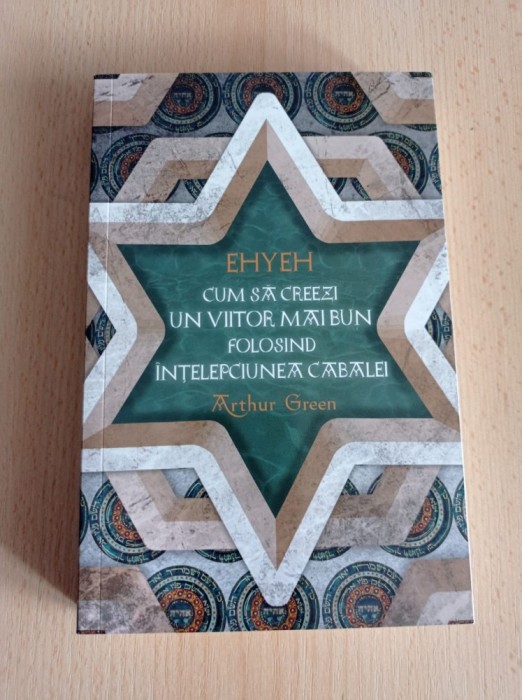 EHYEH
CUM SĂ CREEZI
UN VIITOR MAI BUN
FOLOSIND
ÎNȚELEPCIUNEA CABALEI
Arthur Green